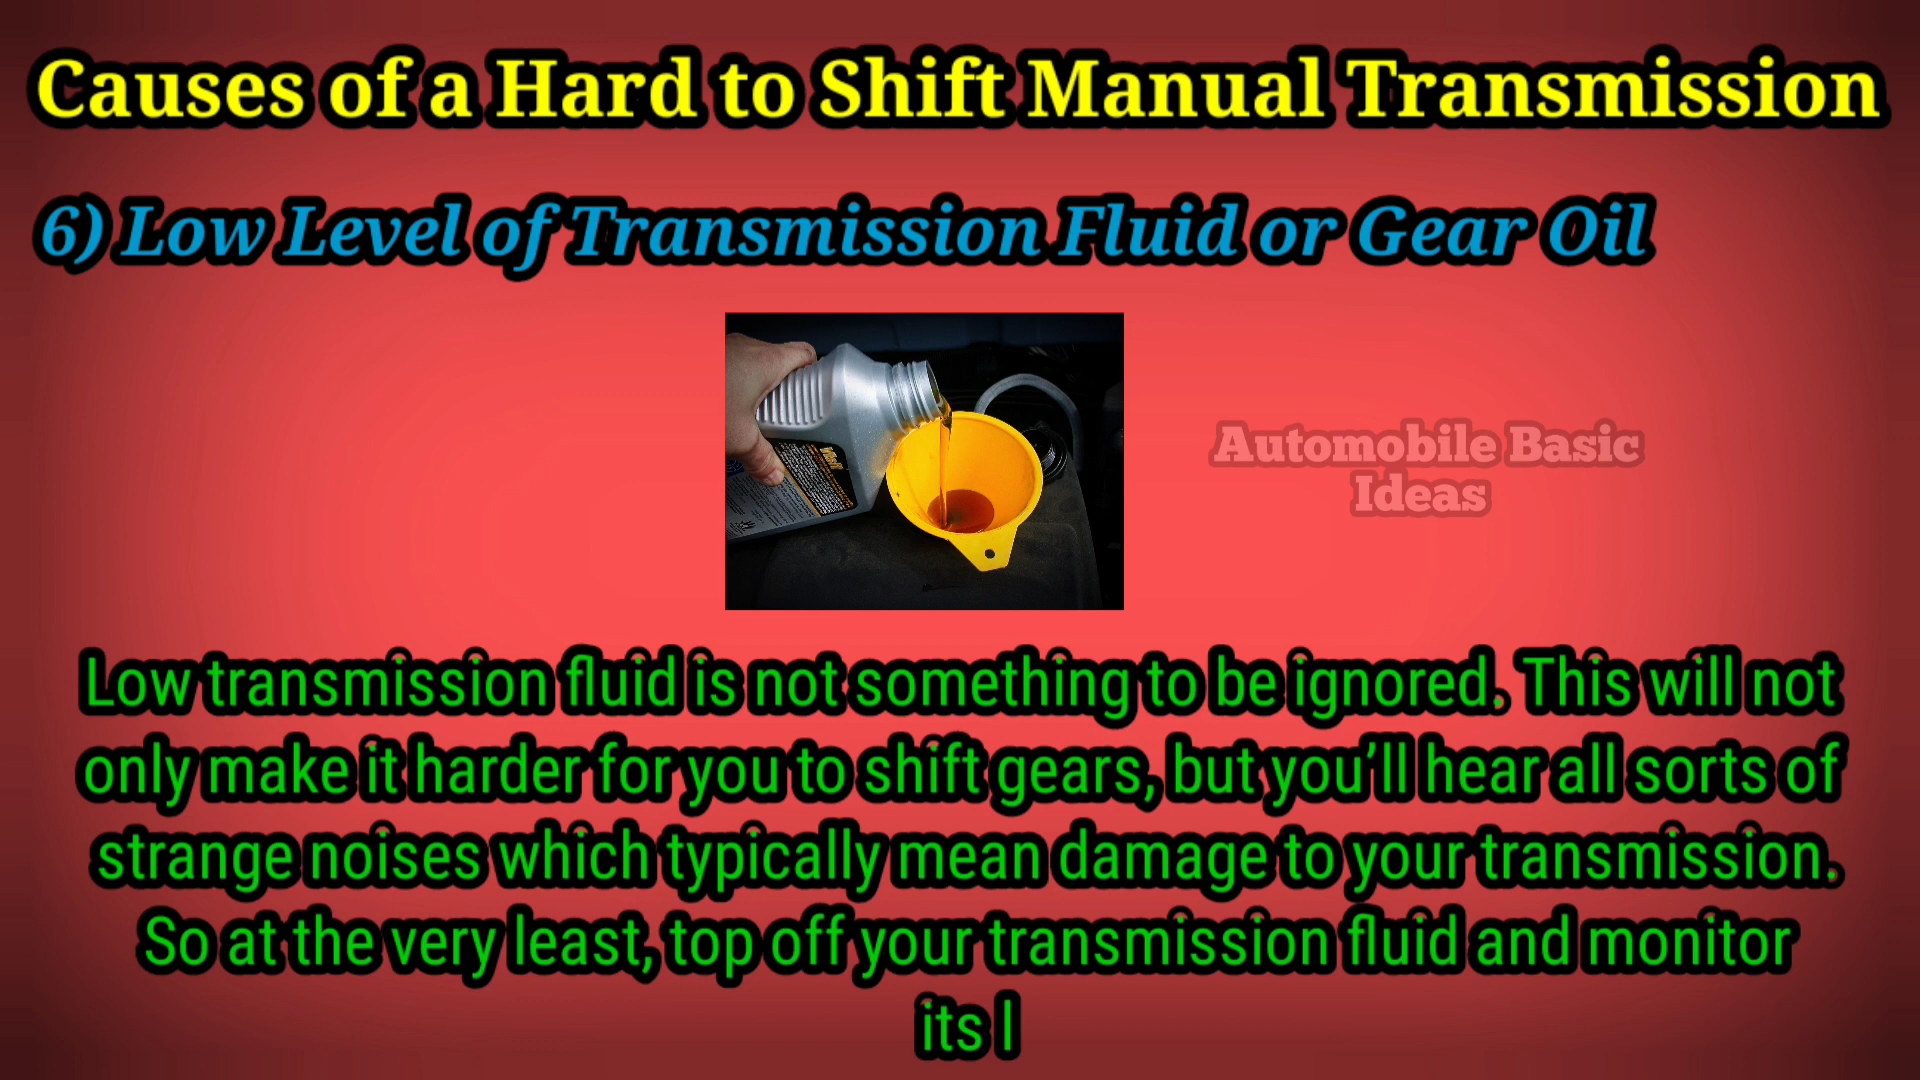 Causes of a Hard to Shift Manual Transmission
6) Low Level of Transmission Fluid or Gear Oil
Automobile Basic
Ideas
Low transmission fluid is not something to be ignored. This will not
only make it harder for you to shift gears, but you’ll hear all sorts of
strange noises which typically mean damage to your transmission.
So at the very least, top off your transmission fluid and monitor
its l